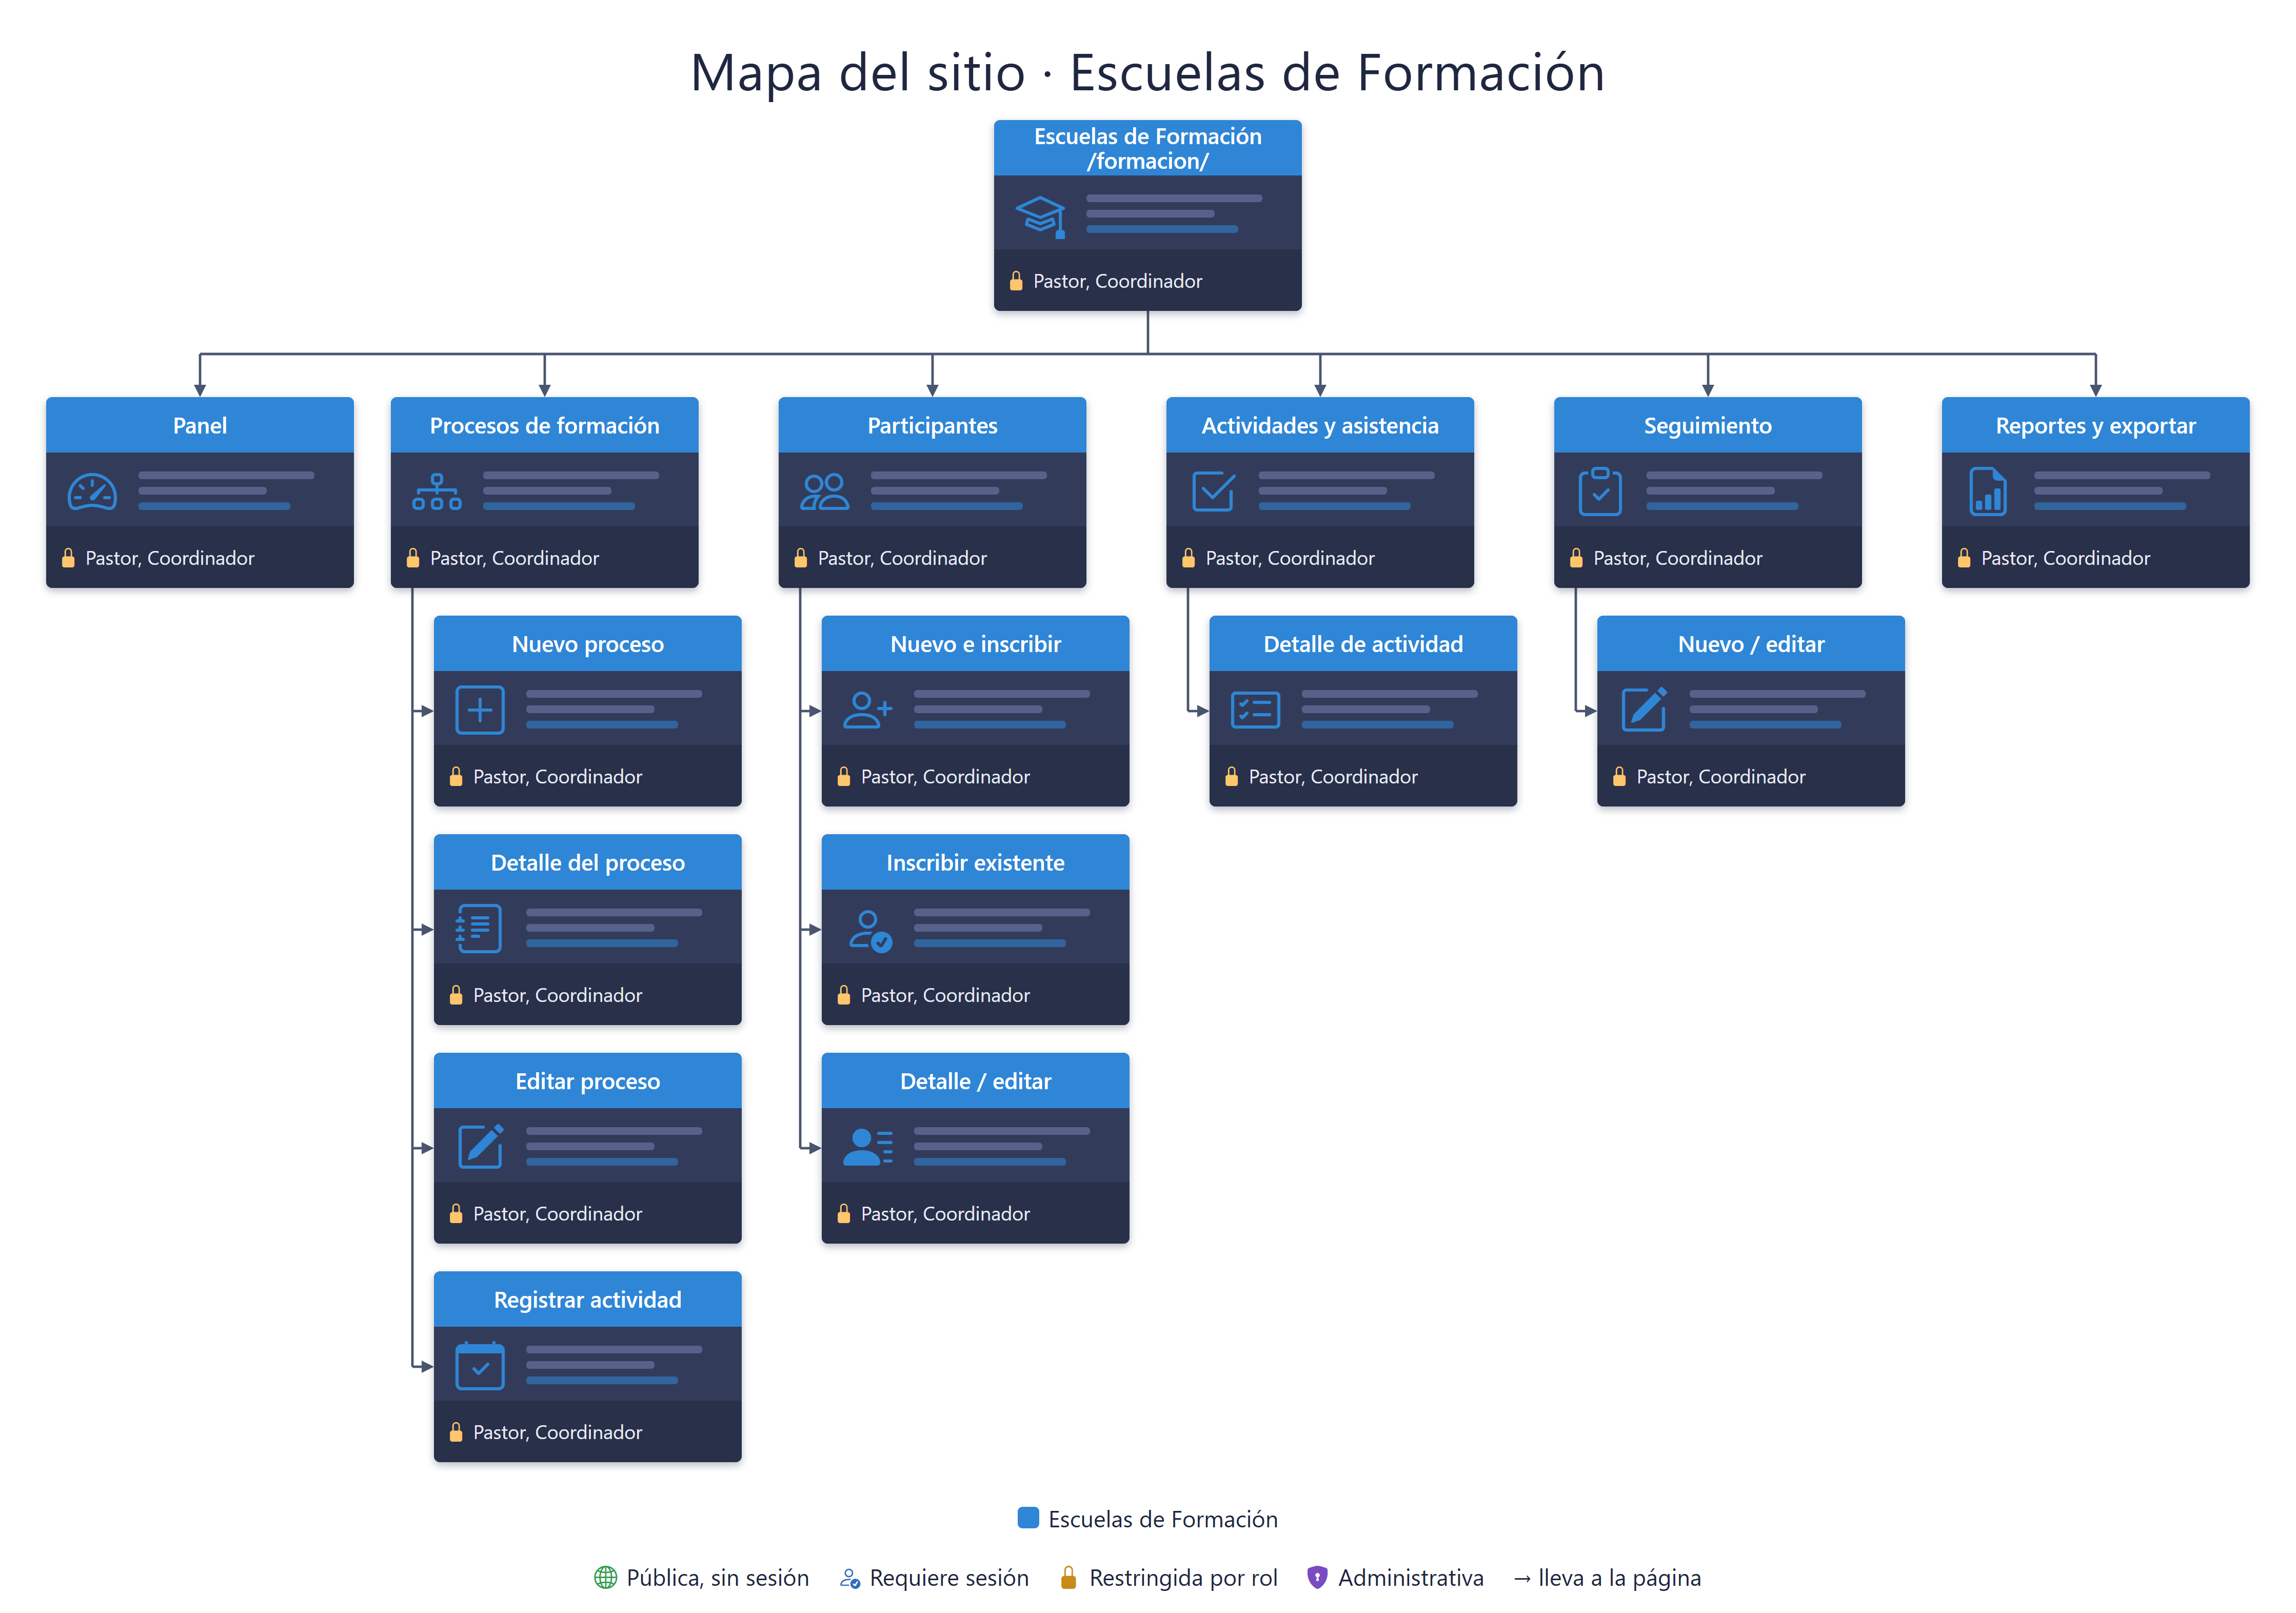 Mapa del sitio · Escuelas de Formación
Escuelas de Formación
/formacion/
Pastor, Coordinador
Panel
Pastor, Coordinador
Procesos de formación
Pastor, Coordinador
Participantes
Pastor, Coordinador
Actividades y asistencia
Pastor, Coordinador
Seguimiento
Pastor, Coordinador
Reportes y exportar
Pastor, Coordinador
Nuevo proceso
Pastor, Coordinador
Nuevo e inscribir
Pastor, Coordinador
Detalle de actividad
Pastor, Coordinador
Nuevo / editar
Pastor, Coordinador
Detalle del proceso
Pastor, Coordinador
Inscribir existente
Pastor, Coordinador
Editar proceso
Pastor, Coordinador
Detalle / editar
Pastor, Coordinador
Registrar actividad
Pastor, Coordinador
Escuelas de Formación
Pública, sin sesión
Requiere sesión
Restringida por rol
Administrativa
→ lleva a la página